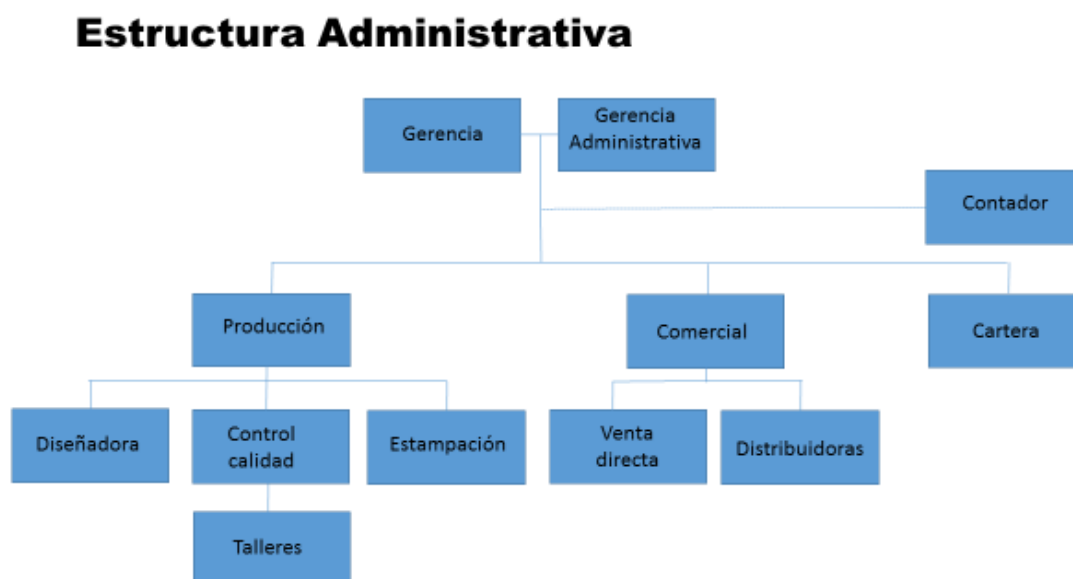 Estructura Administrativa
Gerencia
Gerencia
Administrativa
Contador
Producción
Comercial
Cartera
Diseñadora
Control
calidad
Estampación
Venta
directa
Distribuidoras
Talleres